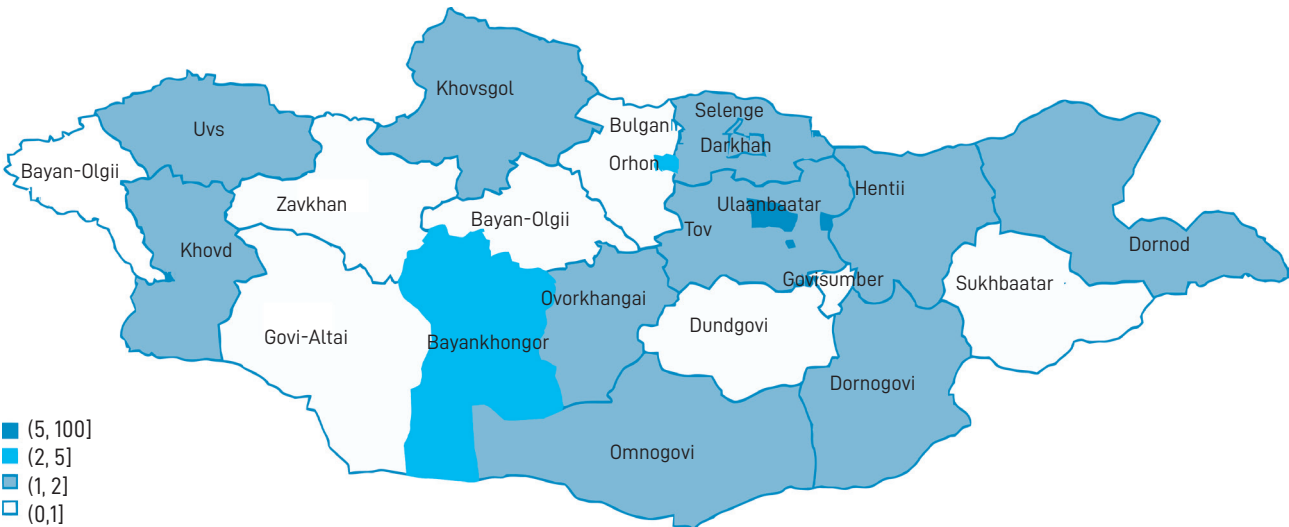 Khovsgol
Selenge
Bulgan
Uvs
Darkhan
Orhon
Bayan-Olgii
Hentii
Zavkhan
Ulaanbaatar
Bayan-Olgii
Tov
Khovd
Dornod
Govisumber
Sukhbaatar
Ovorkhangai
Dundgovi
Govi-Altai
Bayankhongor
Dornogovi
Omnogovi
(5, 100]
(2, 5]
(1, 2]
(0,1]